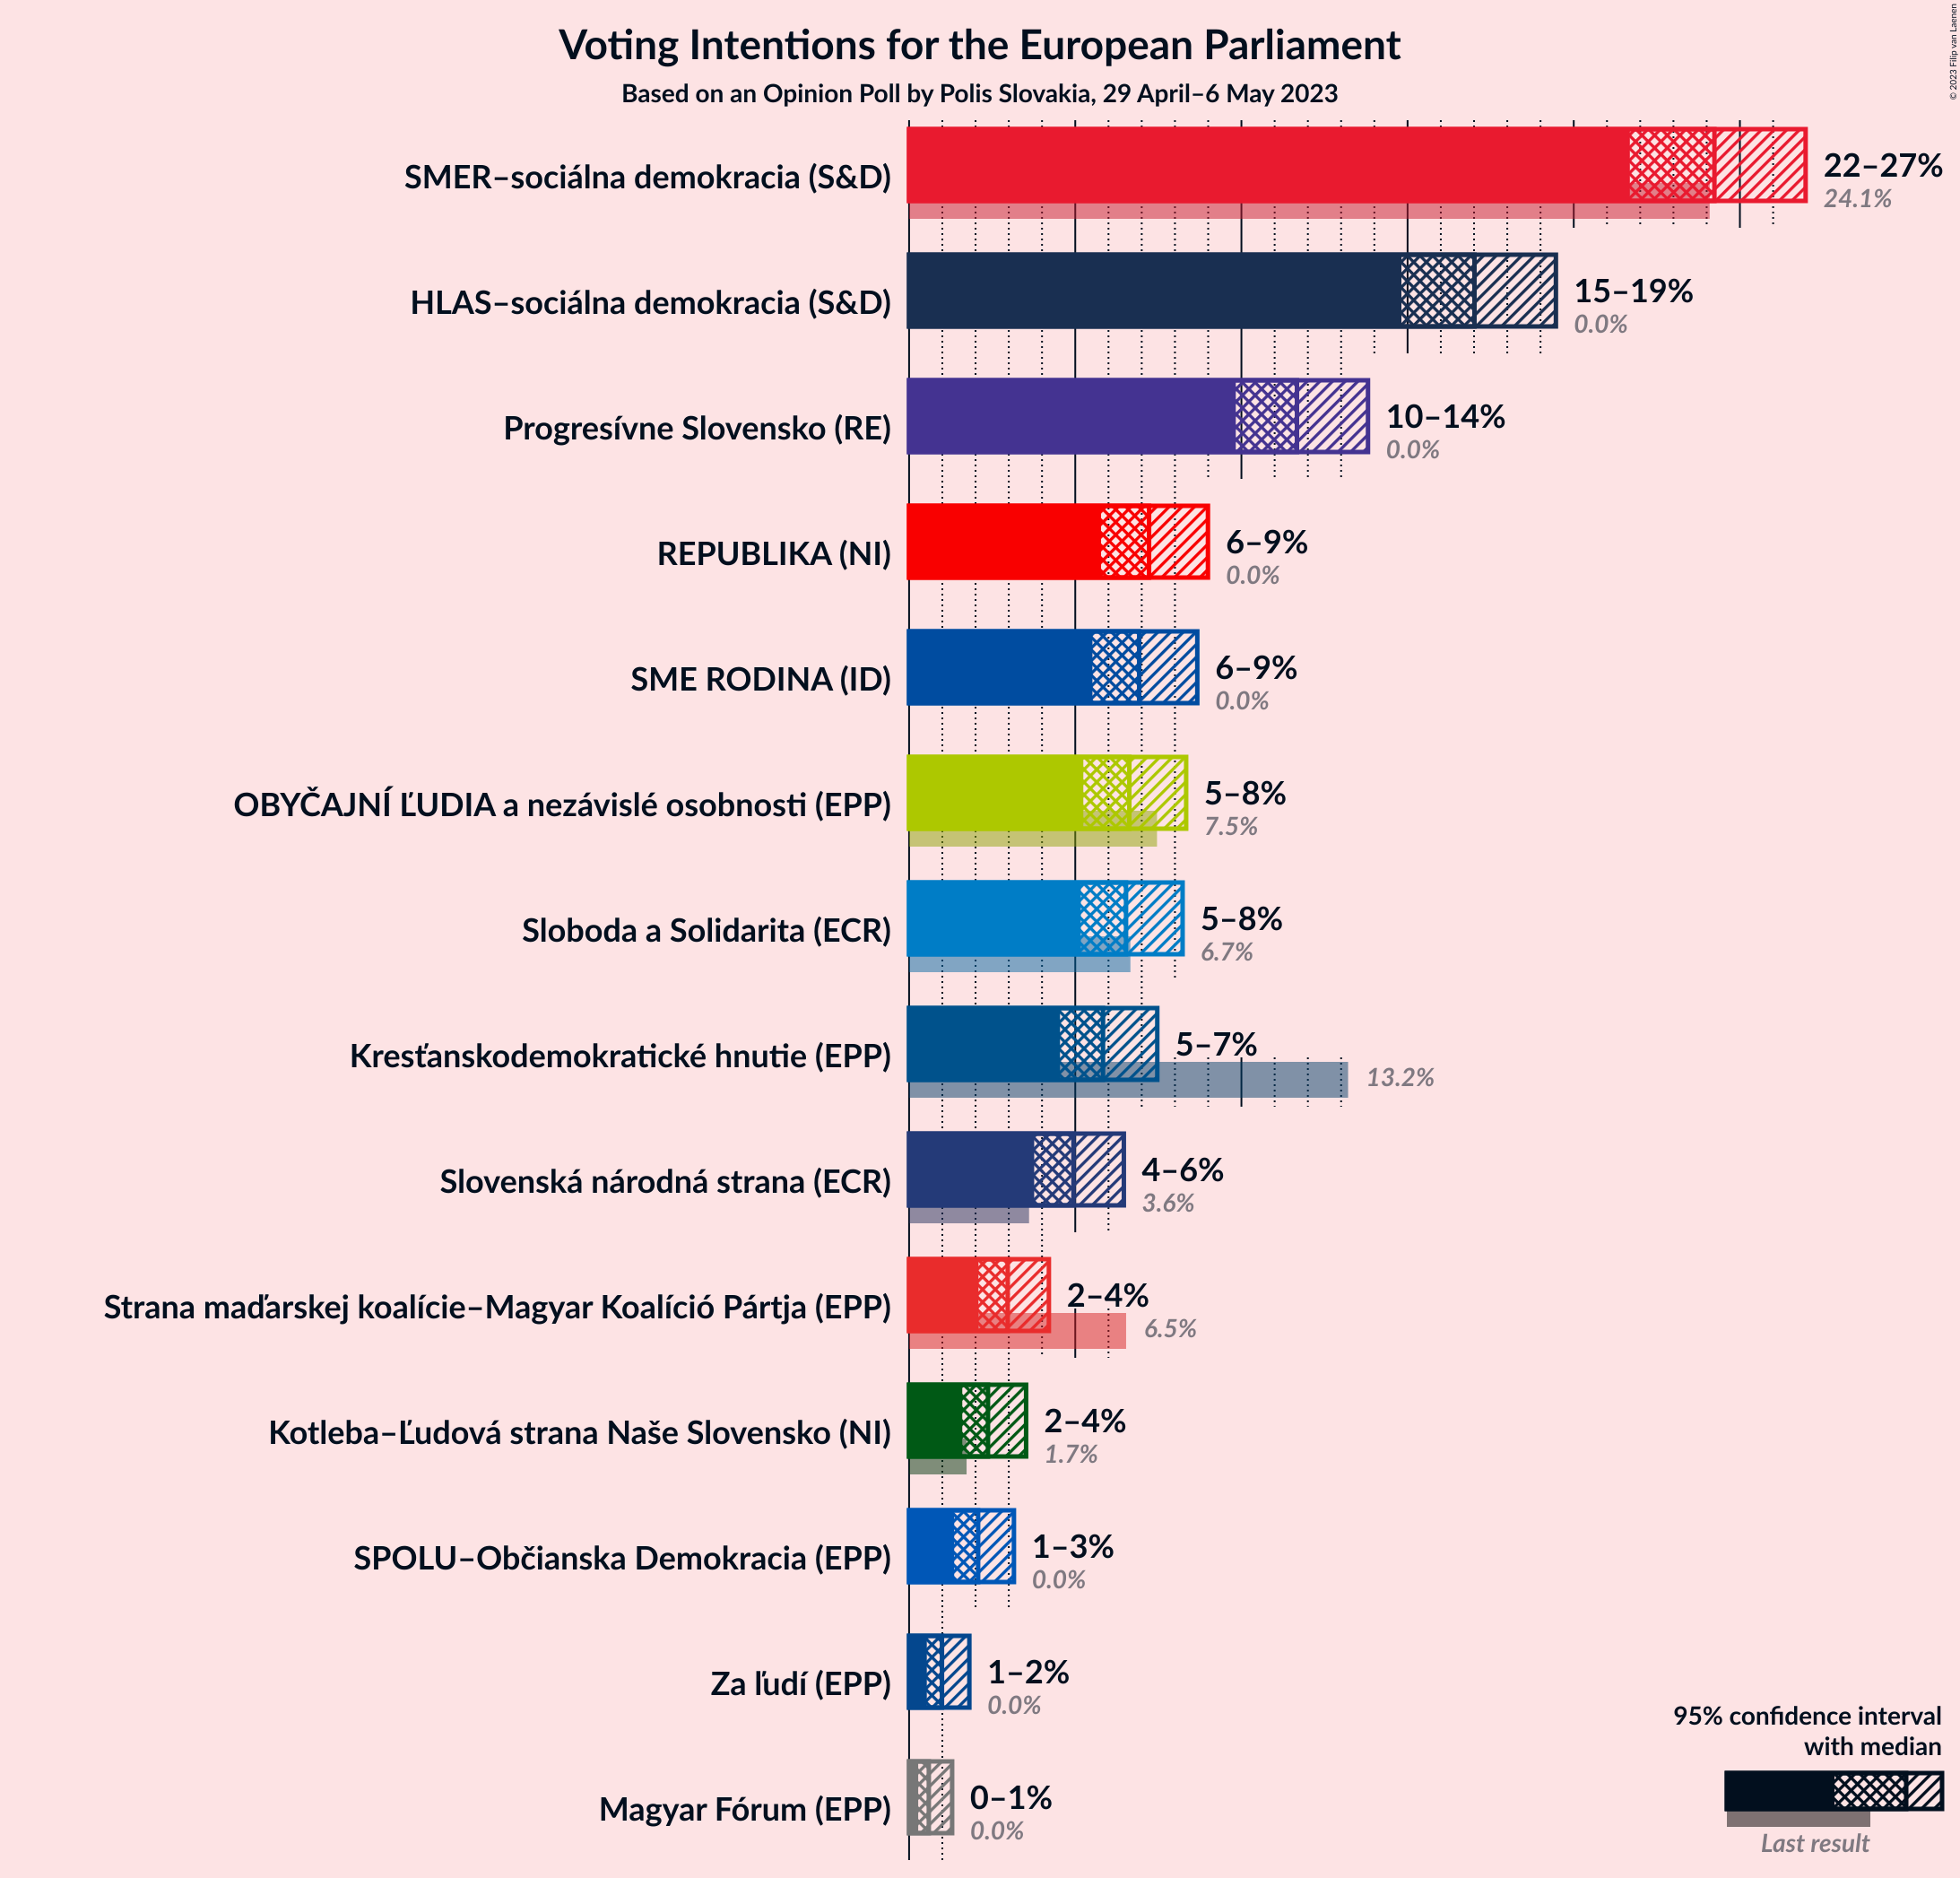 © 2023 Filip van Laenen
Voting Intentions for the European Parliament
Based on an Opinion Poll by Polis Slovakia, 29 April–6 May 2023
SMER–sociálna demokracia (S&D)
22–27%
24.1%
HLAS–sociálna demokracia (S&D)
15–19%
0.0%
Progresívne Slovensko (RE)
10–14%
0.0%
REPUBLIKA (NI)
6–9%
0.0%
SME RODINA (ID)
6–9%
0.0%
OBYČAJNÍ ĽUDIA a nezávislé osobnosti (EPP)
5–8%
7.5%
Sloboda a Solidarita (ECR)
5–8%
6.7%
Kresťanskodemokratické hnutie (EPP)
5–7%
13.2%
Slovenská národná strana (ECR)
4–6%
3.6%
Strana maďarskej koalície–Magyar Koalíció Pártja (EPP)
2–4%
6.5%
Kotleba–Ľudová strana Naše Slovensko (NI)
2–4%
1.7%
SPOLU–Občianska Demokracia (EPP)
1–3%
0.0%
Za ľudí (EPP)
1–2%
0.0%
Magyar Fórum (EPP)
0–1%
0.0%
95% confidence interval
with median
Last result